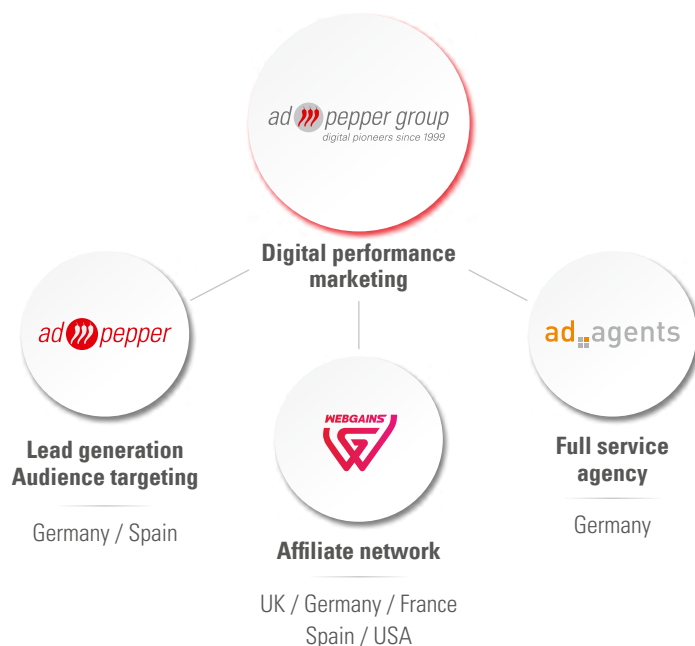 ad pepper group
digital pioneers since 1999
Digital performance
marketing
ad pepper
Lead generation
Audience targeting
Germany / Spain
WEBGAINS
Affiliate network
UK / Germany / France
Spain / USA
ad agents
Full service
agency
Germany